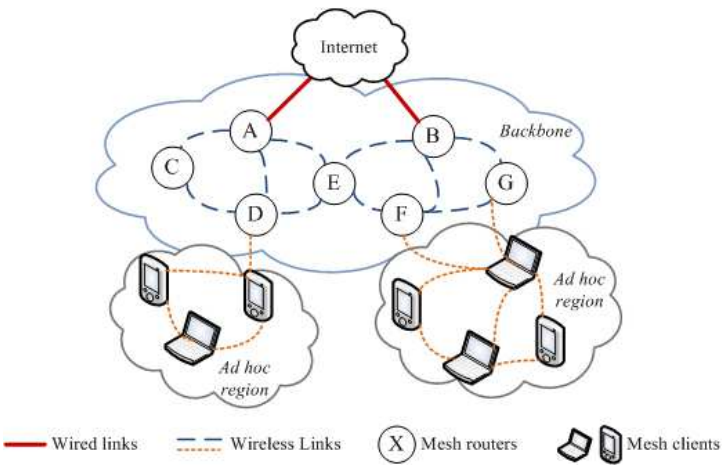 Internet
Backbone
A
B
C
E
G
D
F
Ad hoc
region
Ad hoc
region
Wired links
Wireless Links
X
Mesh routers
Mesh clients